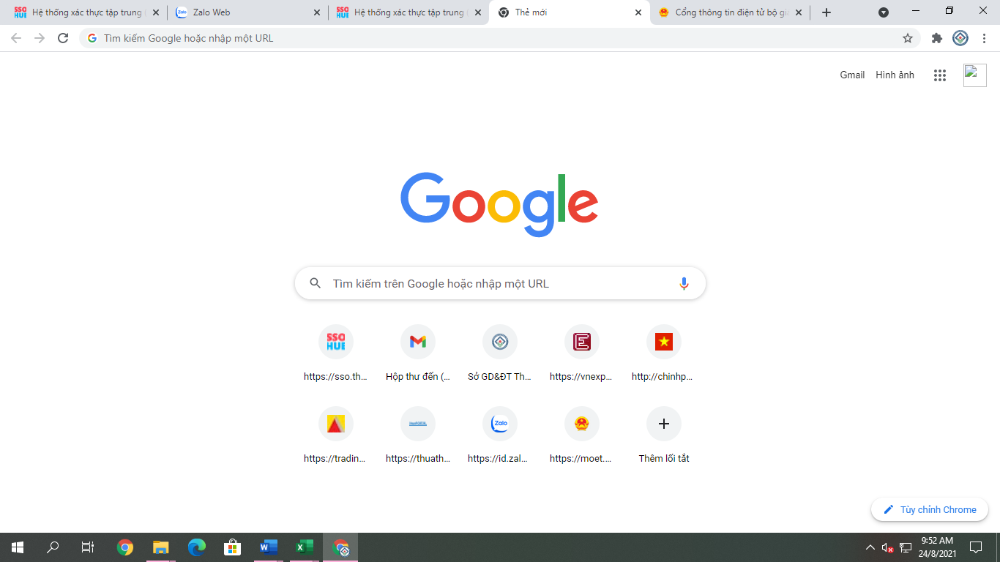 Hệ thống xác thực tập trung (
Zalo Web
Hệ thống xác thực tập trung (
Thẻ mới
Cổng thông tin điện tử bộ giá
Tìm kiếm Google hoặc nhập một URL
Gmail
Hình ảnh
Google
Tìm kiếm trên Google hoặc nhập một URL
SSO
HUE
E
https://sso.th...
Hộp thư đến (...
Sở GD&ĐT Th...
https://vnexp...
http://chinhp...
Zalo
https://tradin...
https://thuath...
https://id.zal...
https://moet....
Thêm lối tắt
Tùy chỉnh Chrome
9:52 AM
24/8/2021